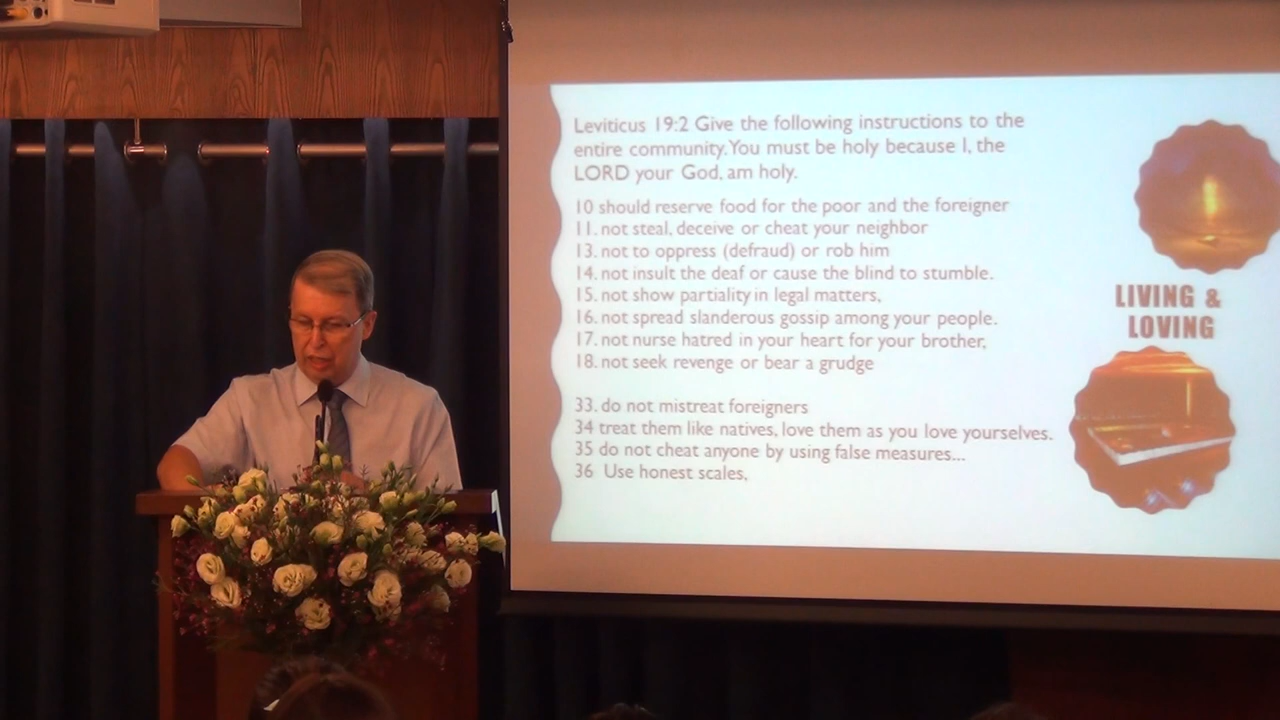 Leviticus 19:2 Give the following instructions to the
entire community. You must be holy because I, the
LORD your God, am holy.
10 should reserve food for the poor and the foreigner
11. not steal, deceive or cheat your neighbor
13. not to oppress (defraud) or rob him
14. not insult the deaf or cause the blind to stumble.
15. not show partiality in legal matters,
16. not spread slanderous gossip among your people.
17. not nurse hatred in your heart for your brother,
18. not seek revenge or bear a grudge
33. do not mistreat foreigners
34 treat them like natives, love them as you love yourselves.
35 do not cheat anyone by using false measures...
36 Use honest scales,
LIVING &
LOVING